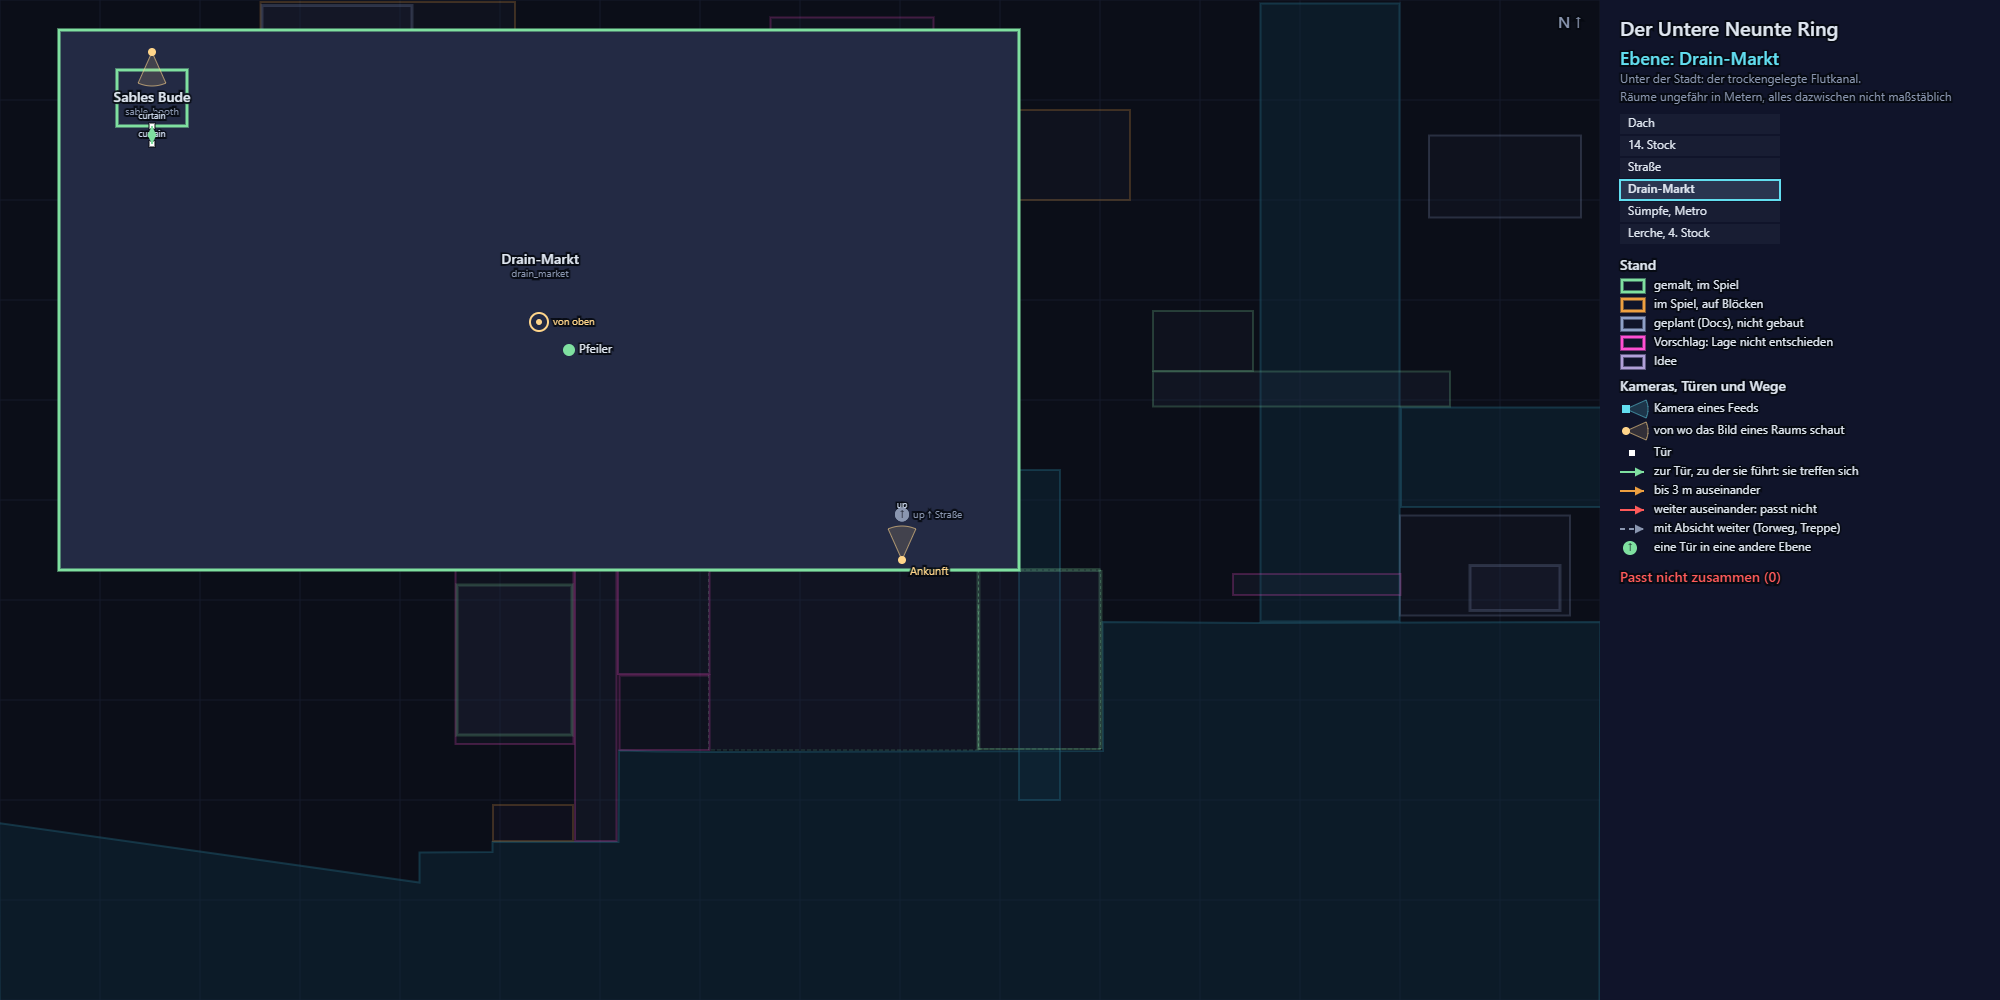 N↑
Sables Bude
sable_booth
curtain
curtain
Drain-Markt
drain_market
von oben
Pfeiler
up
↑ up ↑ Straße
Ankunft
Der Untere Neunte Ring
Ebene: Drain-Markt
Unter der Stadt: der trockengelegte Flutkanal.
Räume ungefähr in Metern, alles dazwischen nicht maßstäblich
Dach
14. Stock
Straße
Drain-Markt
Sümpfe, Metro
Lerche, 4. Stock
Stand
gemalt, im Spiel
im Spiel, auf Blöcken
geplant (Docs), nicht gebaut
Vorschlag: Lage nicht entschieden
Idee
Kameras, Türen und Wege
Kamera eines Feeds
von wo das Bild eines Raums schaut
Tür
zur Tür, zu der sie führt: sie treffen sich
bis 3 m auseinander
weiter auseinander: passt nicht
mit Absicht weiter (Torweg, Treppe)
↑ eine Tür in eine andere Ebene
Passt nicht zusammen (0)